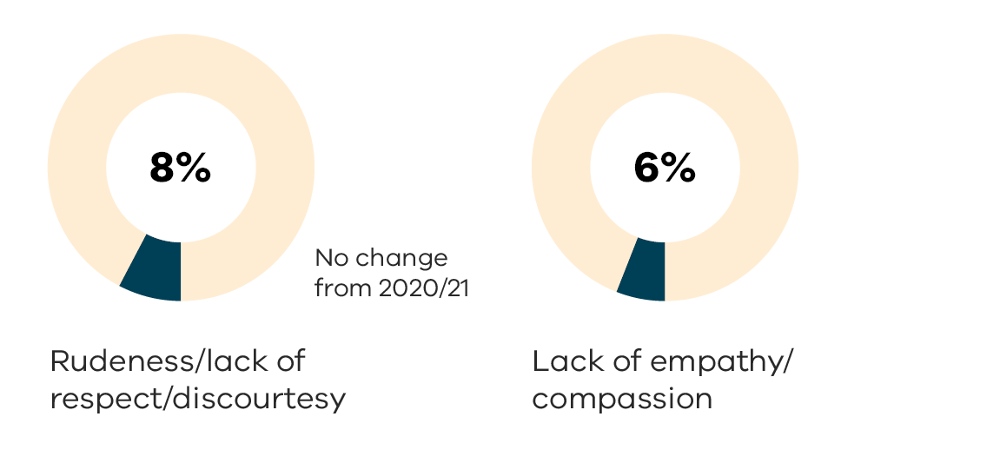 8%
No change
from 2020/21
Rudeness/lack of
respect/discourtesy
6%
Lack of empathy/
compassion